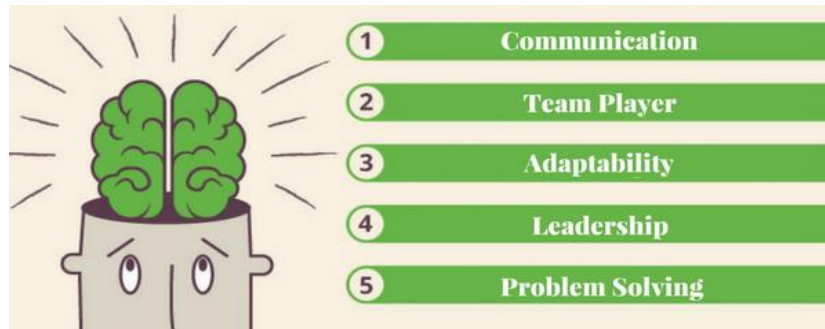 1 Communication
2 Team Player
3 Adaptability
4 Leadership
5 Problem Solving